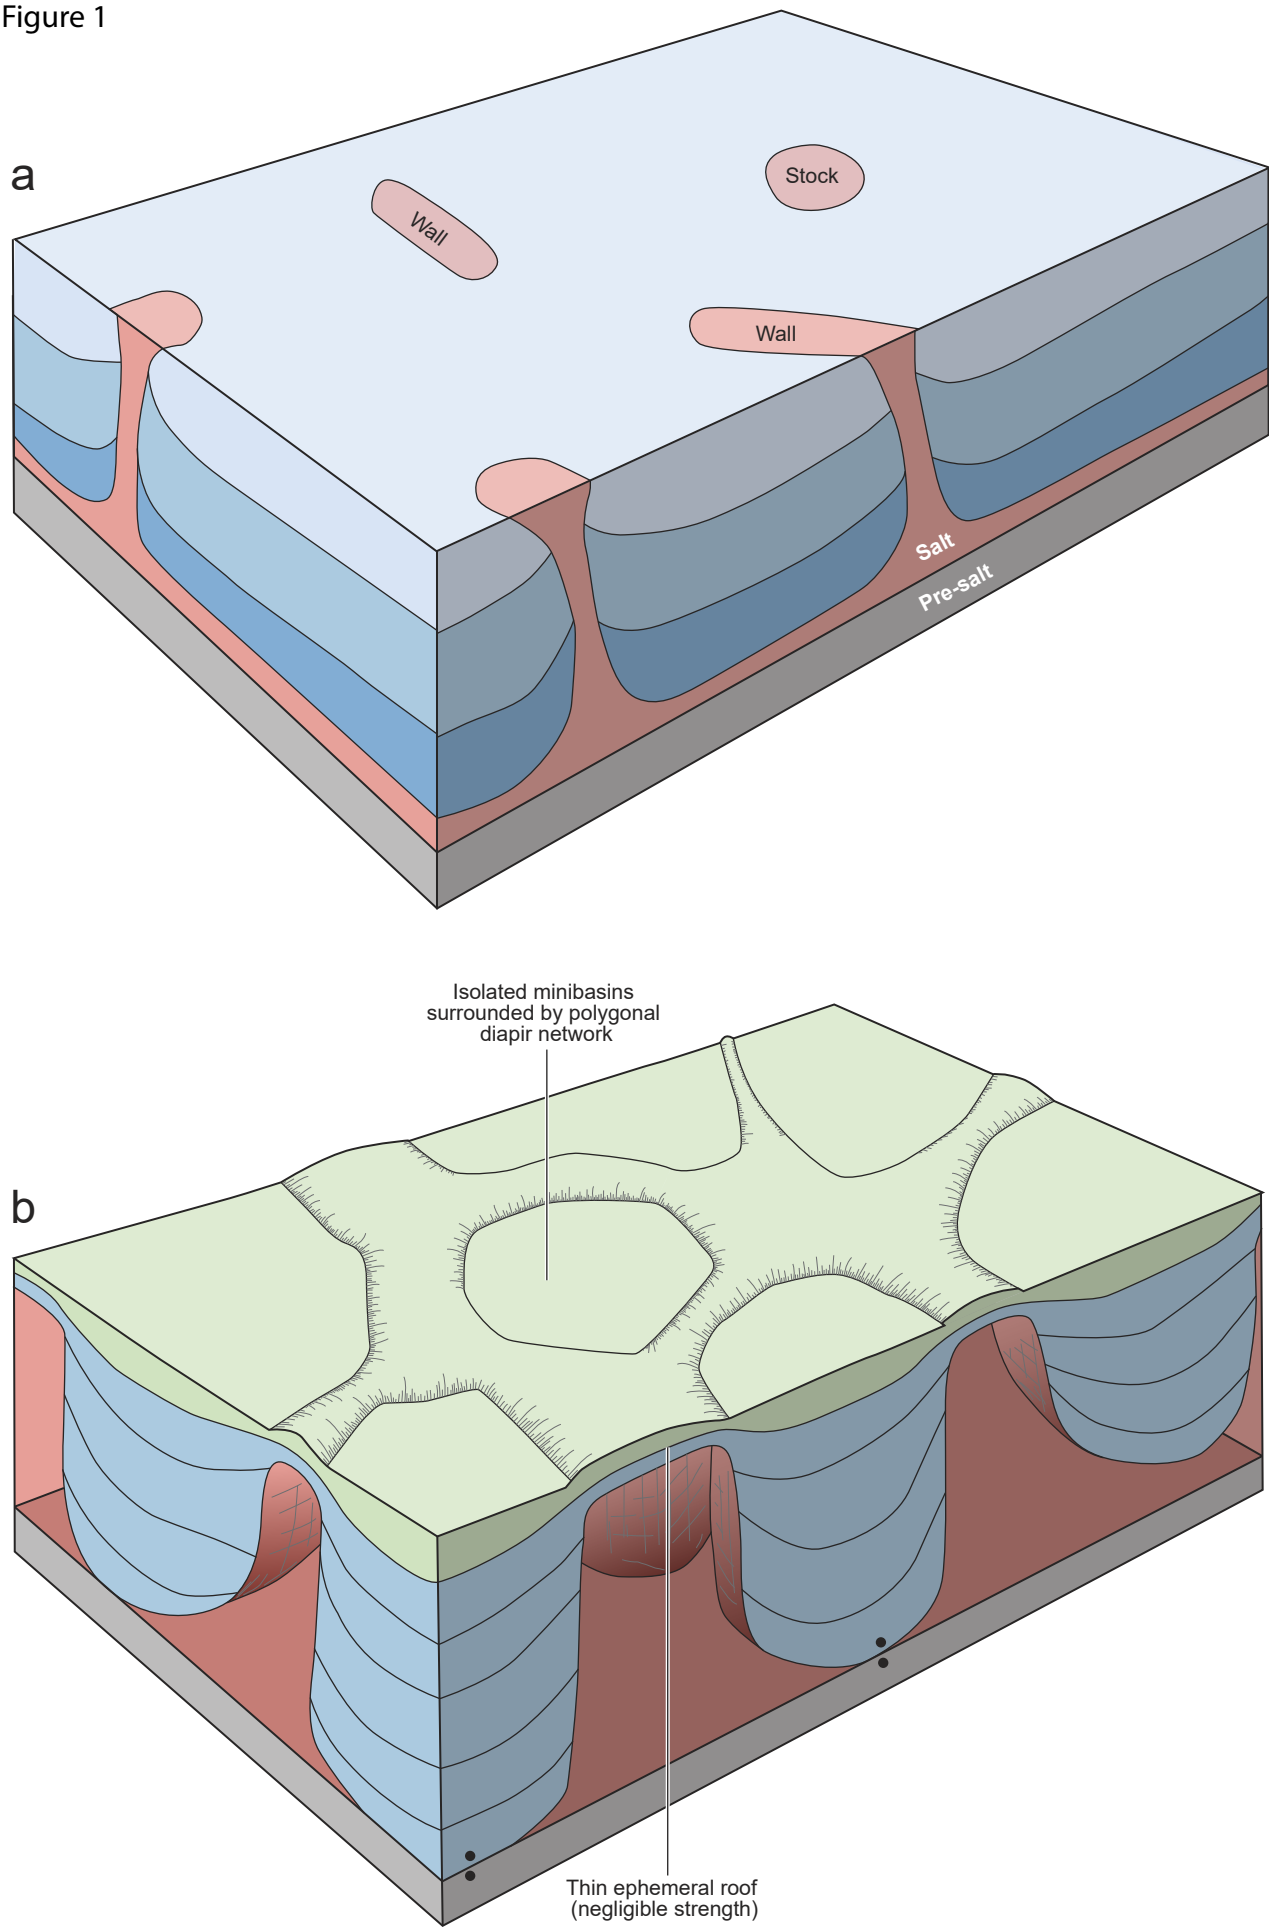 Figure 1
a
Stock
Wall
Wall
Salt
Pre-salt
Isolated minibasins
surrounded by polygonal
diapir network
b
Thin ephemeral roof
(negligible strength)